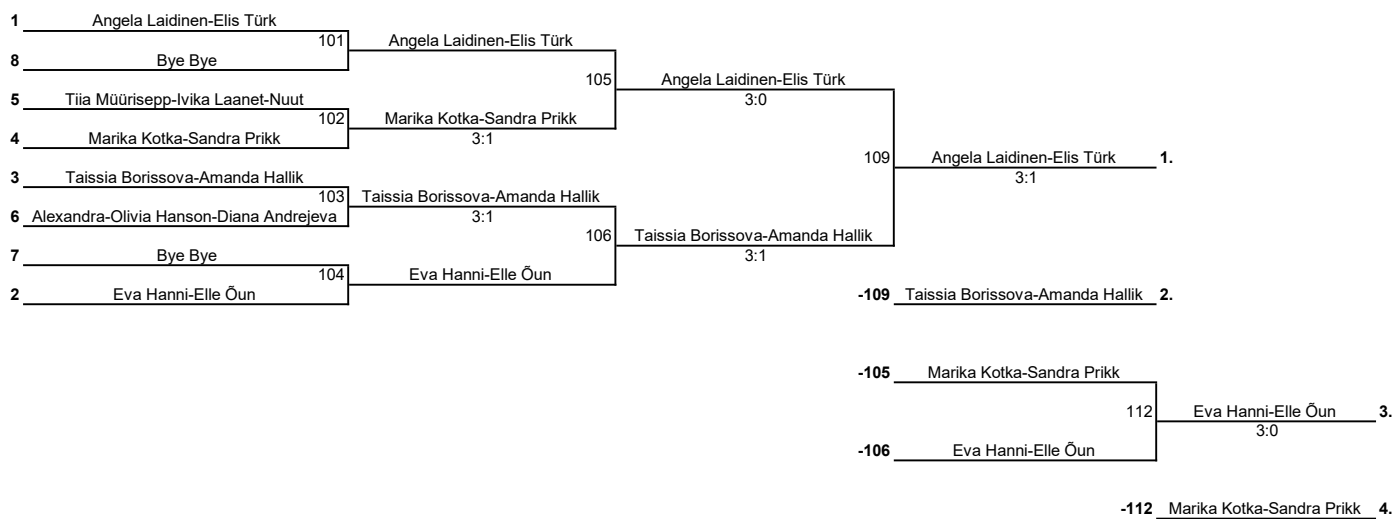 1 Angela Laidinen-Elis Türk
101 Angela Laidinen-Elis Türk
8 Bye Bye
105 Angela Laidinen-Elis Türk
3:0
5 Tiia Müürisepp-Ivika Laanet-Nuut
102 Marika Kotka-Sandra Prikk
3:1
4 Marika Kotka-Sandra Prikk
109 Angela Laidinen-Elis Türk 1.
3:1
3 Taissia Borissova-Amanda Hallik
103 Taissia Borissova-Amanda Hallik
3:1
6 Alexandra-Olivia Hanson-Diana Andrejeva
106 Taissia Borissova-Amanda Hallik
3:1
7 Bye Bye
104 Eva Hanni-Elle Õun
2 Eva Hanni-Elle Õun
-109 Taissia Borissova-Amanda Hallik 2.
-105 Marika Kotka-Sandra Prikk
112 Eva Hanni-Elle Õun 3.
3:0
-106 Eva Hanni-Elle Õun
-112 Marika Kotka-Sandra Prikk 4.